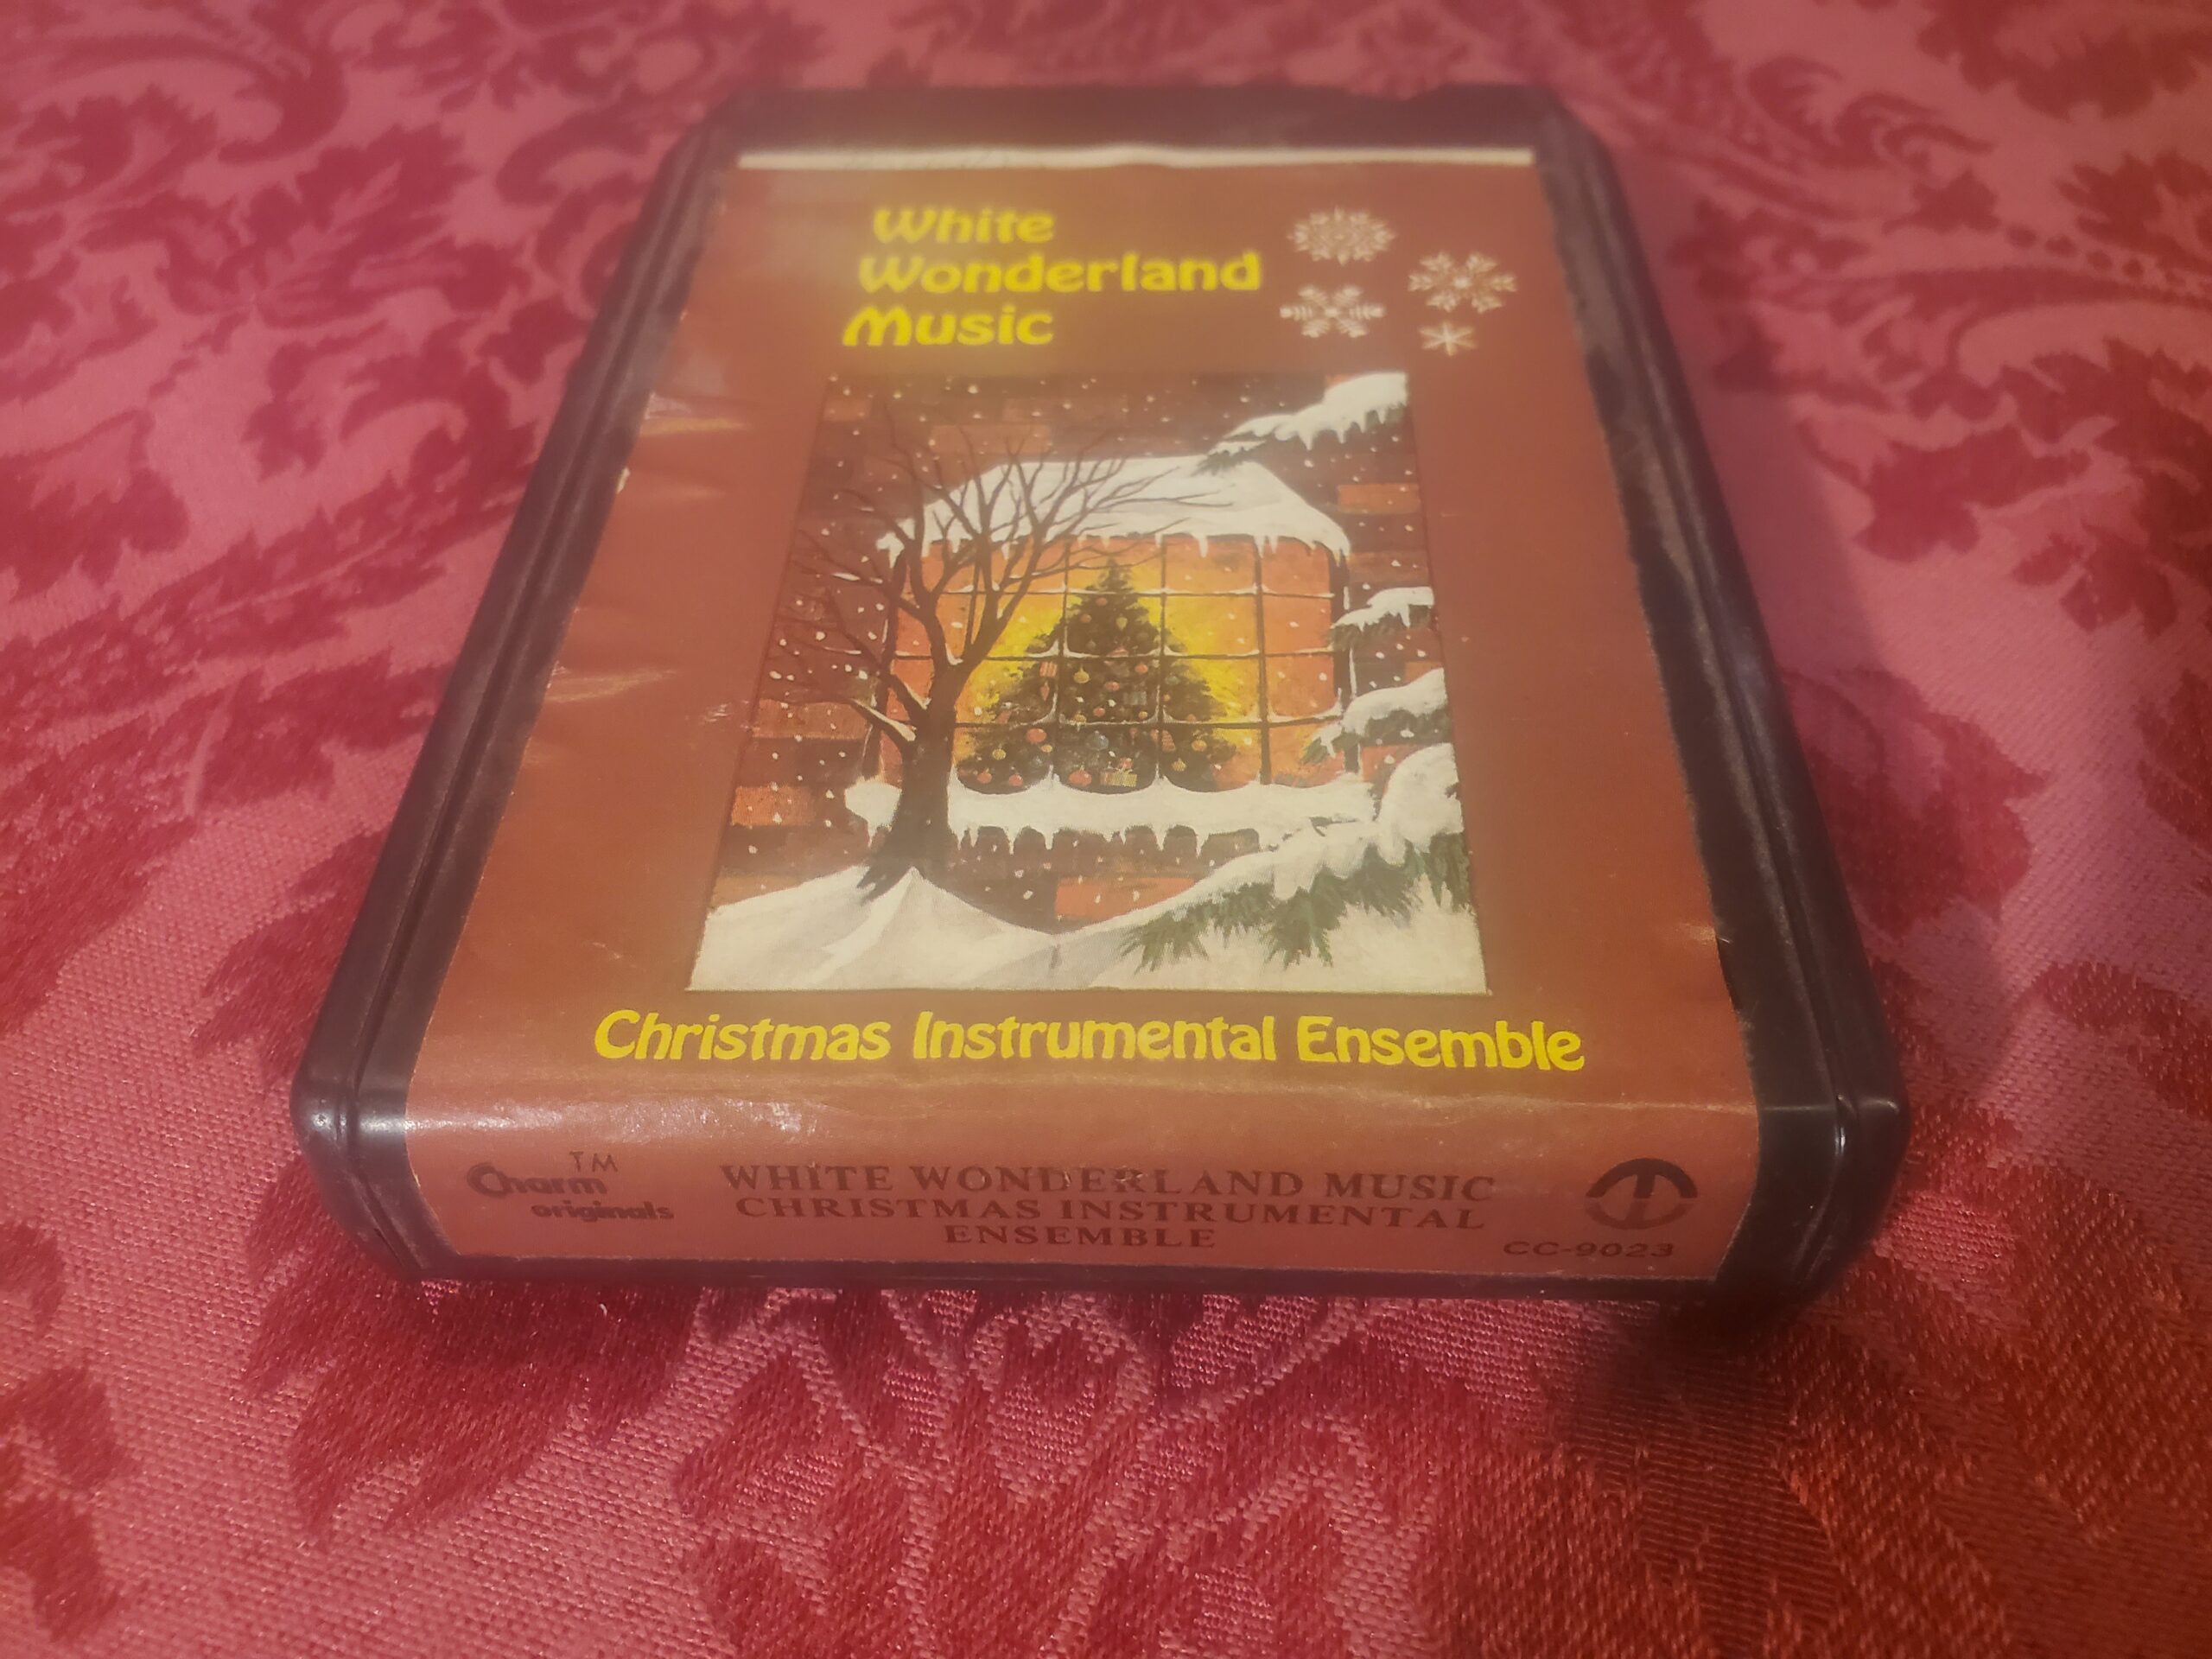 White
Wonderland
Music
Christmas Instrumental Ensemble
Charm TM
originals
WHITE WONDERLAND MUSIC
CHRISTMAS INSTRUMENTAL
ENSEMBLE
CC-9023